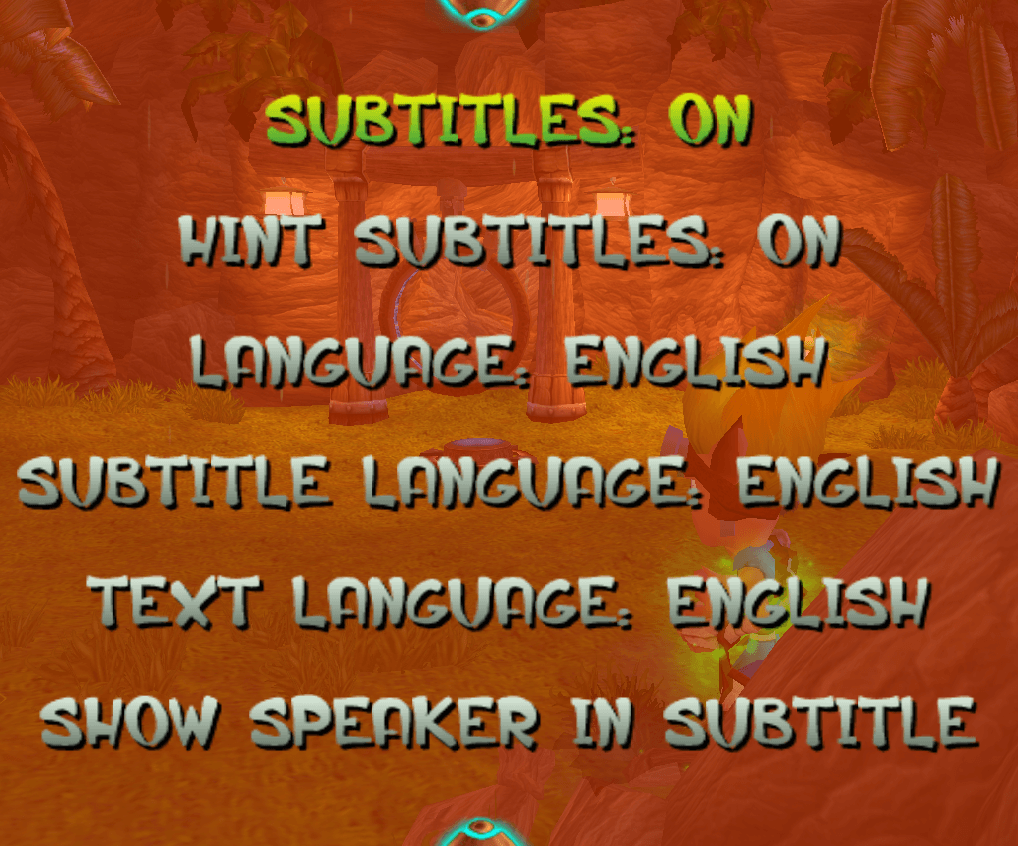 SUBTITLES: ON
HINT SUBTITLES: ON
LANGUAGE: ENGLISH
SUBTITLE LANGUAGE: ENGLISH
TEXT LANGUAGE: ENGLISH
SHOW SPEAKER IN SUBTITLE